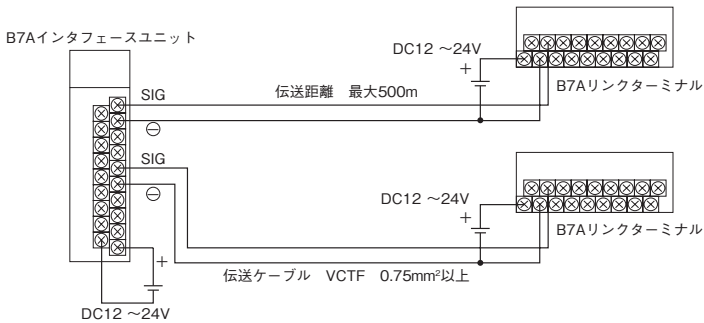 B7Aインタフェースユニット
DC12 ～24V
+
B7Aリンクターミナル
SIG
伝送距離　最大500m
⊖
SIG
⊖
DC12 ～24V
+
B7Aリンクターミナル
+
伝送ケーブル　VCTF　0.75mm²以上
DC12 ～24V